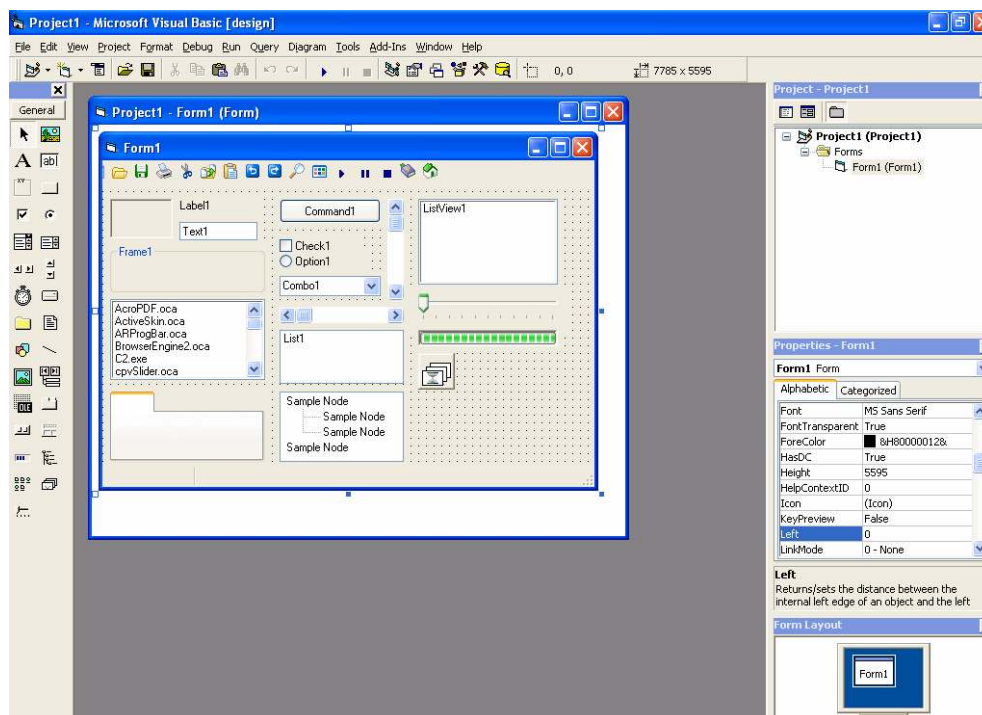 Project1 - Microsoft Visual Basic [design]
File Edit View Project Format Debug Run Query Diagram Tools Add-Ins Window Help
0, 0 7785 x 5595
General
A ab|
XY
OLE
Project1 - Form1 (Form)
Form1
Label1
Text1
Frame1
AcroPDF.oca
ActiveSkin.oca
ARProgBar.oca
BrowserEngine2.oca
C2.exe
cpvSlider.oca
Command1
Check1
Option1
Combo1
List1
Sample Node
Sample Node
Sample Node
Sample Node
ListView1
Project - Project1
Project1 (Project1)
Forms
Form1 (Form1)
Properties - Form1
Form1 Form
Alphabetic Categorized
Font MS Sans Serif
FontTransparent True
ForeColor &H80000012&
HasDC True
Height 5595
HelpContextID 0
Icon (Icon)
KeyPreview False
Left 0
LinkMode 0 - None
Left
Returns/sets the distance between the
internal left edge of an object and the left
Form Layout
Form1